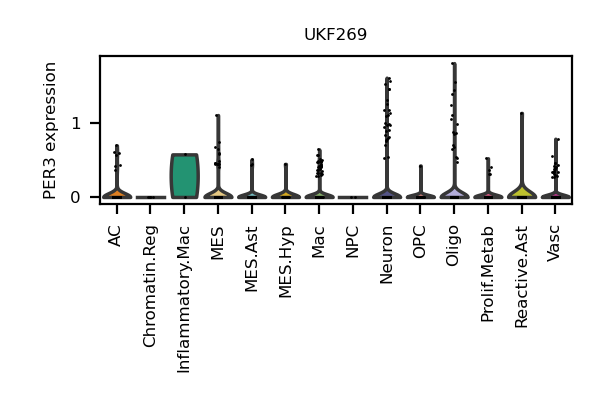 UKF269
PER3 expression
1
0
AC
Chromatin.Reg
Inflammatory.Mac
MES
MES.Ast
MES.Hyp
Mac
NPC
Neuron
OPC
Oligo
Prolif.Metab
Reactive.Ast
Vasc